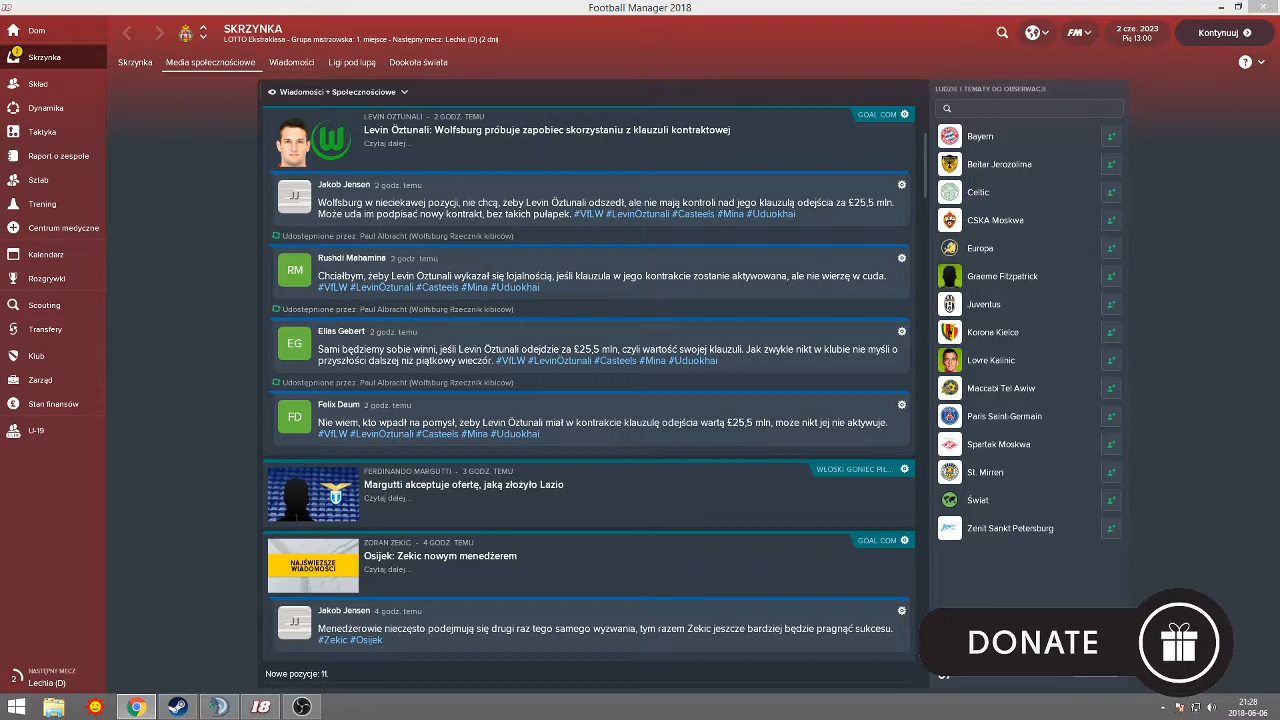 Football Manager 2018
Dom
2
Skrzynka
Skład
Dynamika
Taktyka
Raport o zespole
Sztab
Trening
Centrum medyczne
Kalendarz
Rozgrywki
Scouting
Transfery
Klub
Zarząd
Stan finansów
U-19
NASTĘPNY MECZ
2
Lechia (D)
SKRZYNKA
LOTTO Ekstraklasa - Grupa mistrzowska: 1. miejsce - Następny mecz: Lechia (D) (2 dni)
FM
2 cze. 2023
Pią 13:00
Kontynuuj
Skrzynka
Media społecznościowe
Wiadomości
Ligi pod lupą
Dookoła świata
?
Wiadomości + Społecznościowe
LEVIN ÖZTUNALI - 2 GODZ. TEMU
GOAL COM
Levin Öztunali: Wolfsburg próbuje zapobiec skorzystaniu z klauzuli kontraktowej
Czytaj dalej...
JJ
Jakob Jensen 2 godz. temu
Wolfsburg w nieciekawej pozycji, nie chcą, żeby Levin Öztunali odszedł, ale nie mają kontroli nad jego klauzulą odejścia za £25,5 mln.
Może uda im podpisać nowy kontrakt, bez takich pułapek. #VfLW #LevinÖztunali #Casteels #Mina #Uduokhai
Udostępnione przez: Paul Albracht (Wolfsburg Rzecznik kibiców)
RM
Rushdi Mahamina 2 godz. temu
Chciałbym, żeby Levin Öztunali wykazał się lojalnością, jeśli klauzula w jego kontrakcie zostanie aktywowana, ale nie wierzę w cuda.
#VfLW #LevinÖztunali #Casteels #Mina #Uduokhai
Udostępnione przez: Paul Albracht (Wolfsburg Rzecznik kibiców)
EG
Elias Gebert 2 godz. temu
Sami będziemy sobie winni, jeśli Levin Öztunali odejdzie za £25,5 mln, czyli wartość swojej klauzuli. Jak zwykle nikt w klubie nie myśli o
przyszłości dalszej niż piątkowy wieczór. #VfLW #LevinÖztunali #Casteels #Mina #Uduokhai
Udostępnione przez: Paul Albracht (Wolfsburg Rzecznik kibiców)
FD
Felix Daum 2 godz. temu
Nie wiem, kto wpadł na pomysł, żeby Levin Öztunali miał w kontrakcie klauzulę odejścia wartą £25,5 mln, może nikt jej nie aktywuje.
#VfLW #LevinÖztunali #Casteels #Mina #Uduokhai
FERDINANDO MARGUTTI - 3 GODZ. TEMU
WŁOSKI GONIEC PIŁ...
Margutti akceptuje ofertę, jaką złożyło Lazio
Czytaj dalej...
ZORAN ZEKIC - 4 GODZ. TEMU
GOAL COM
NAJŚWIEŻSZE
WIADOMOŚCI
Osijek: Zekic nowym menedżerem
Czytaj dalej...
JJ
Jakob Jensen 4 godz. temu
Menedżerowie nieczęsto podejmują się drugi raz tego samego wyzwania, tym razem Zekic jeszcze bardziej będzie pragnąć sukcesu.
#Zekic #Osijek
Nowe pozycje: 11.
LUDZIE I TEMATY DO OBSERWACJI
Bayern
Beitar Jerozolima
Celtic
CSKA Moskwa
Europa
Graeme Fitzpatrick
Juventus
Korona Kielce
Lovre Kalinic
Maccabi Tel Awiw
Paris Saint-Germain
Spartak Moskwa
St. Mirren
Świat
Zenit Sankt Petersburg
DONATE
18
21:28
2018-06-06